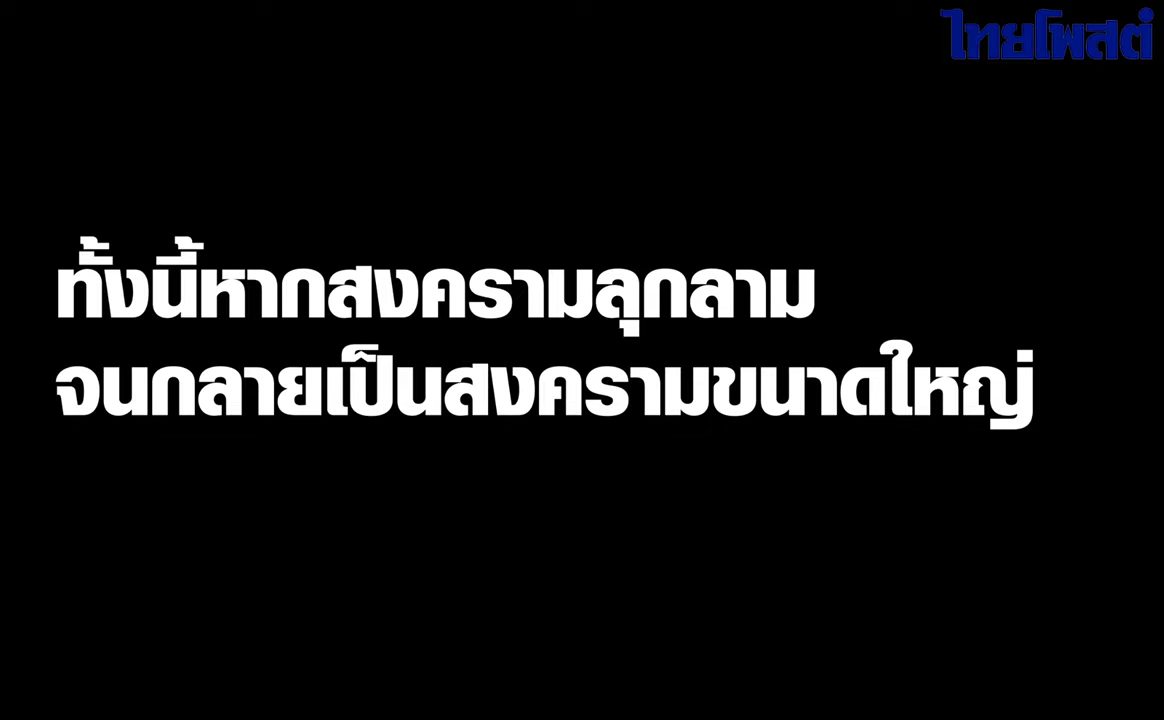 ไทยโพสต์
ทั้งนี้หากสงครามลุกลาม
จนกลายเป็นสงครามขนาดใหญ่